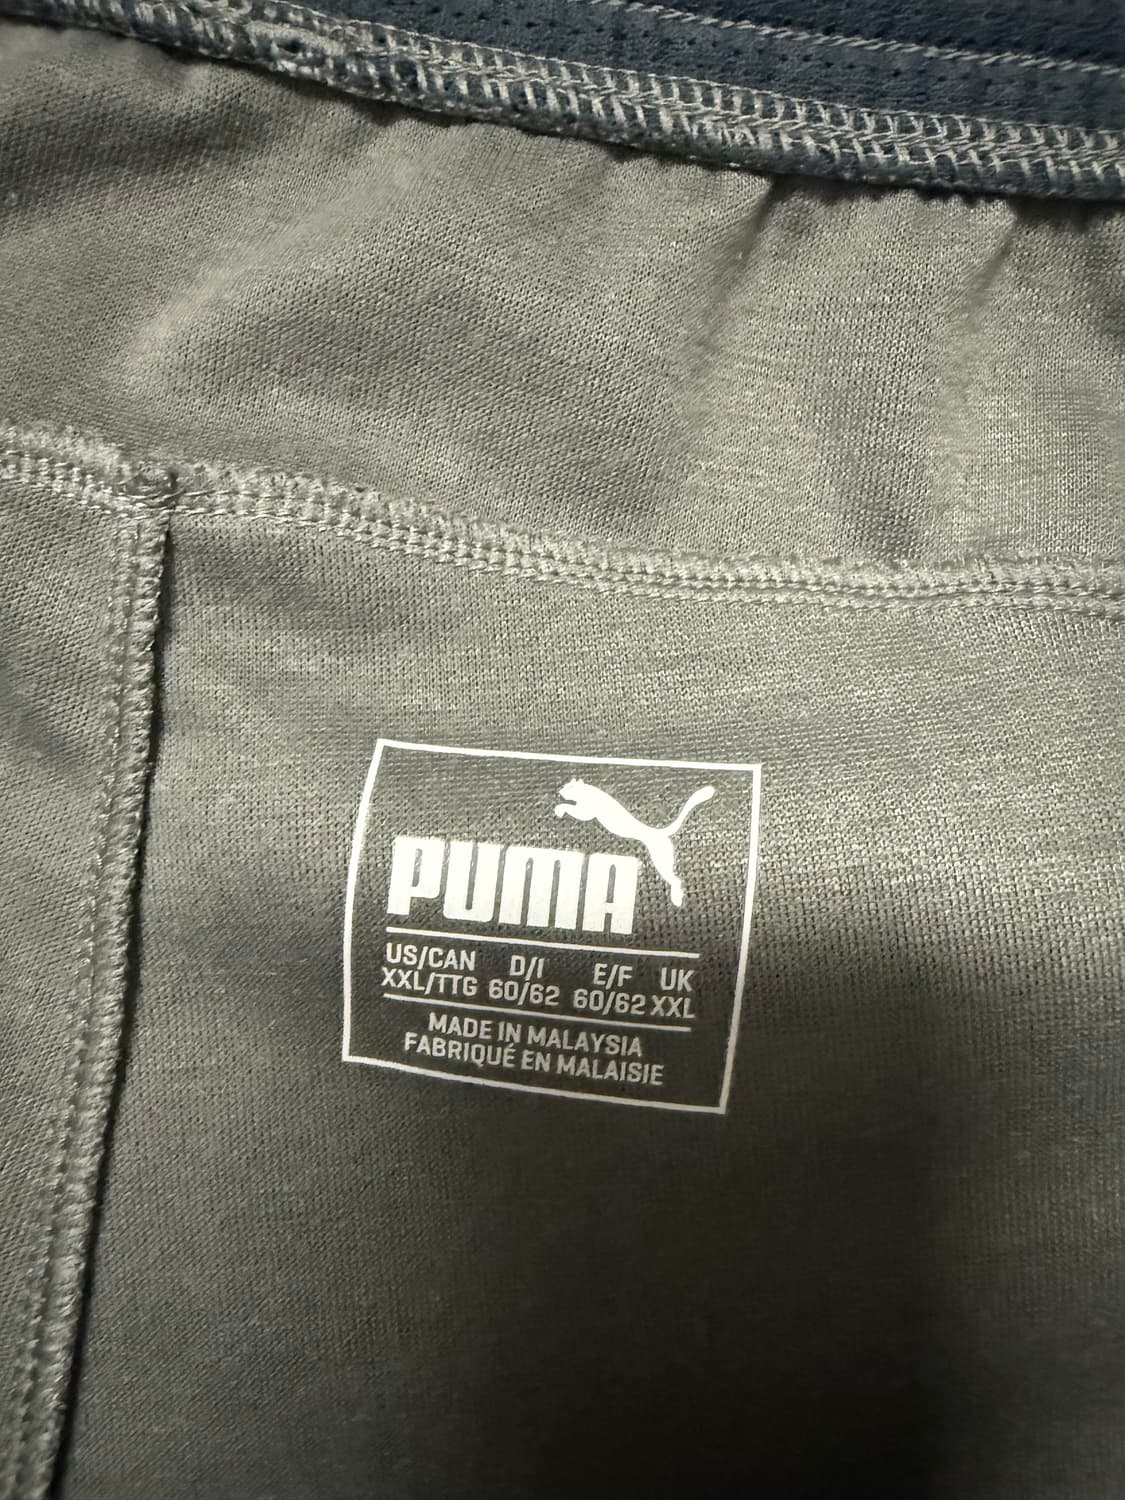 PUMA
US/CAN D/I E/F UK
XXL/TTG 60/62 60/62 XXL
MADE IN MALAYSIA
FABRIQUÉ EN MALAISIE